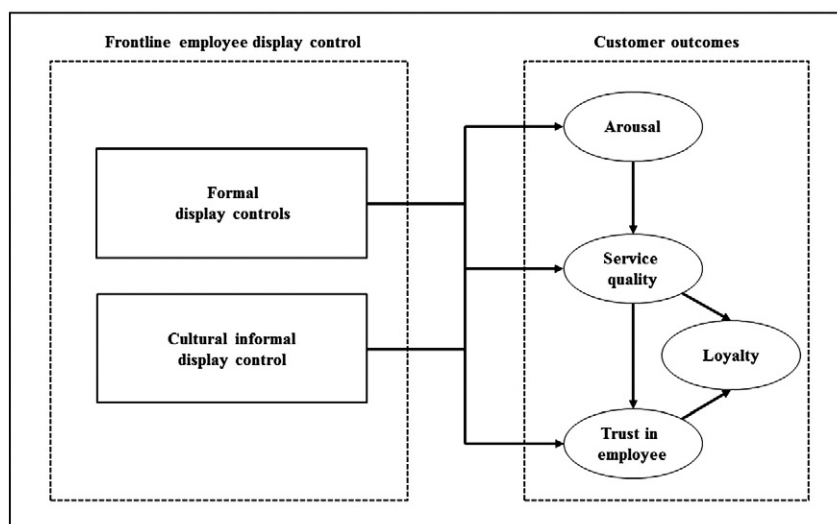 Frontline employee display control
Customer outcomes
Arousal
Formal
display controls
Service
quality
Cultural informal
display control
Loyalty
Trust in
employee